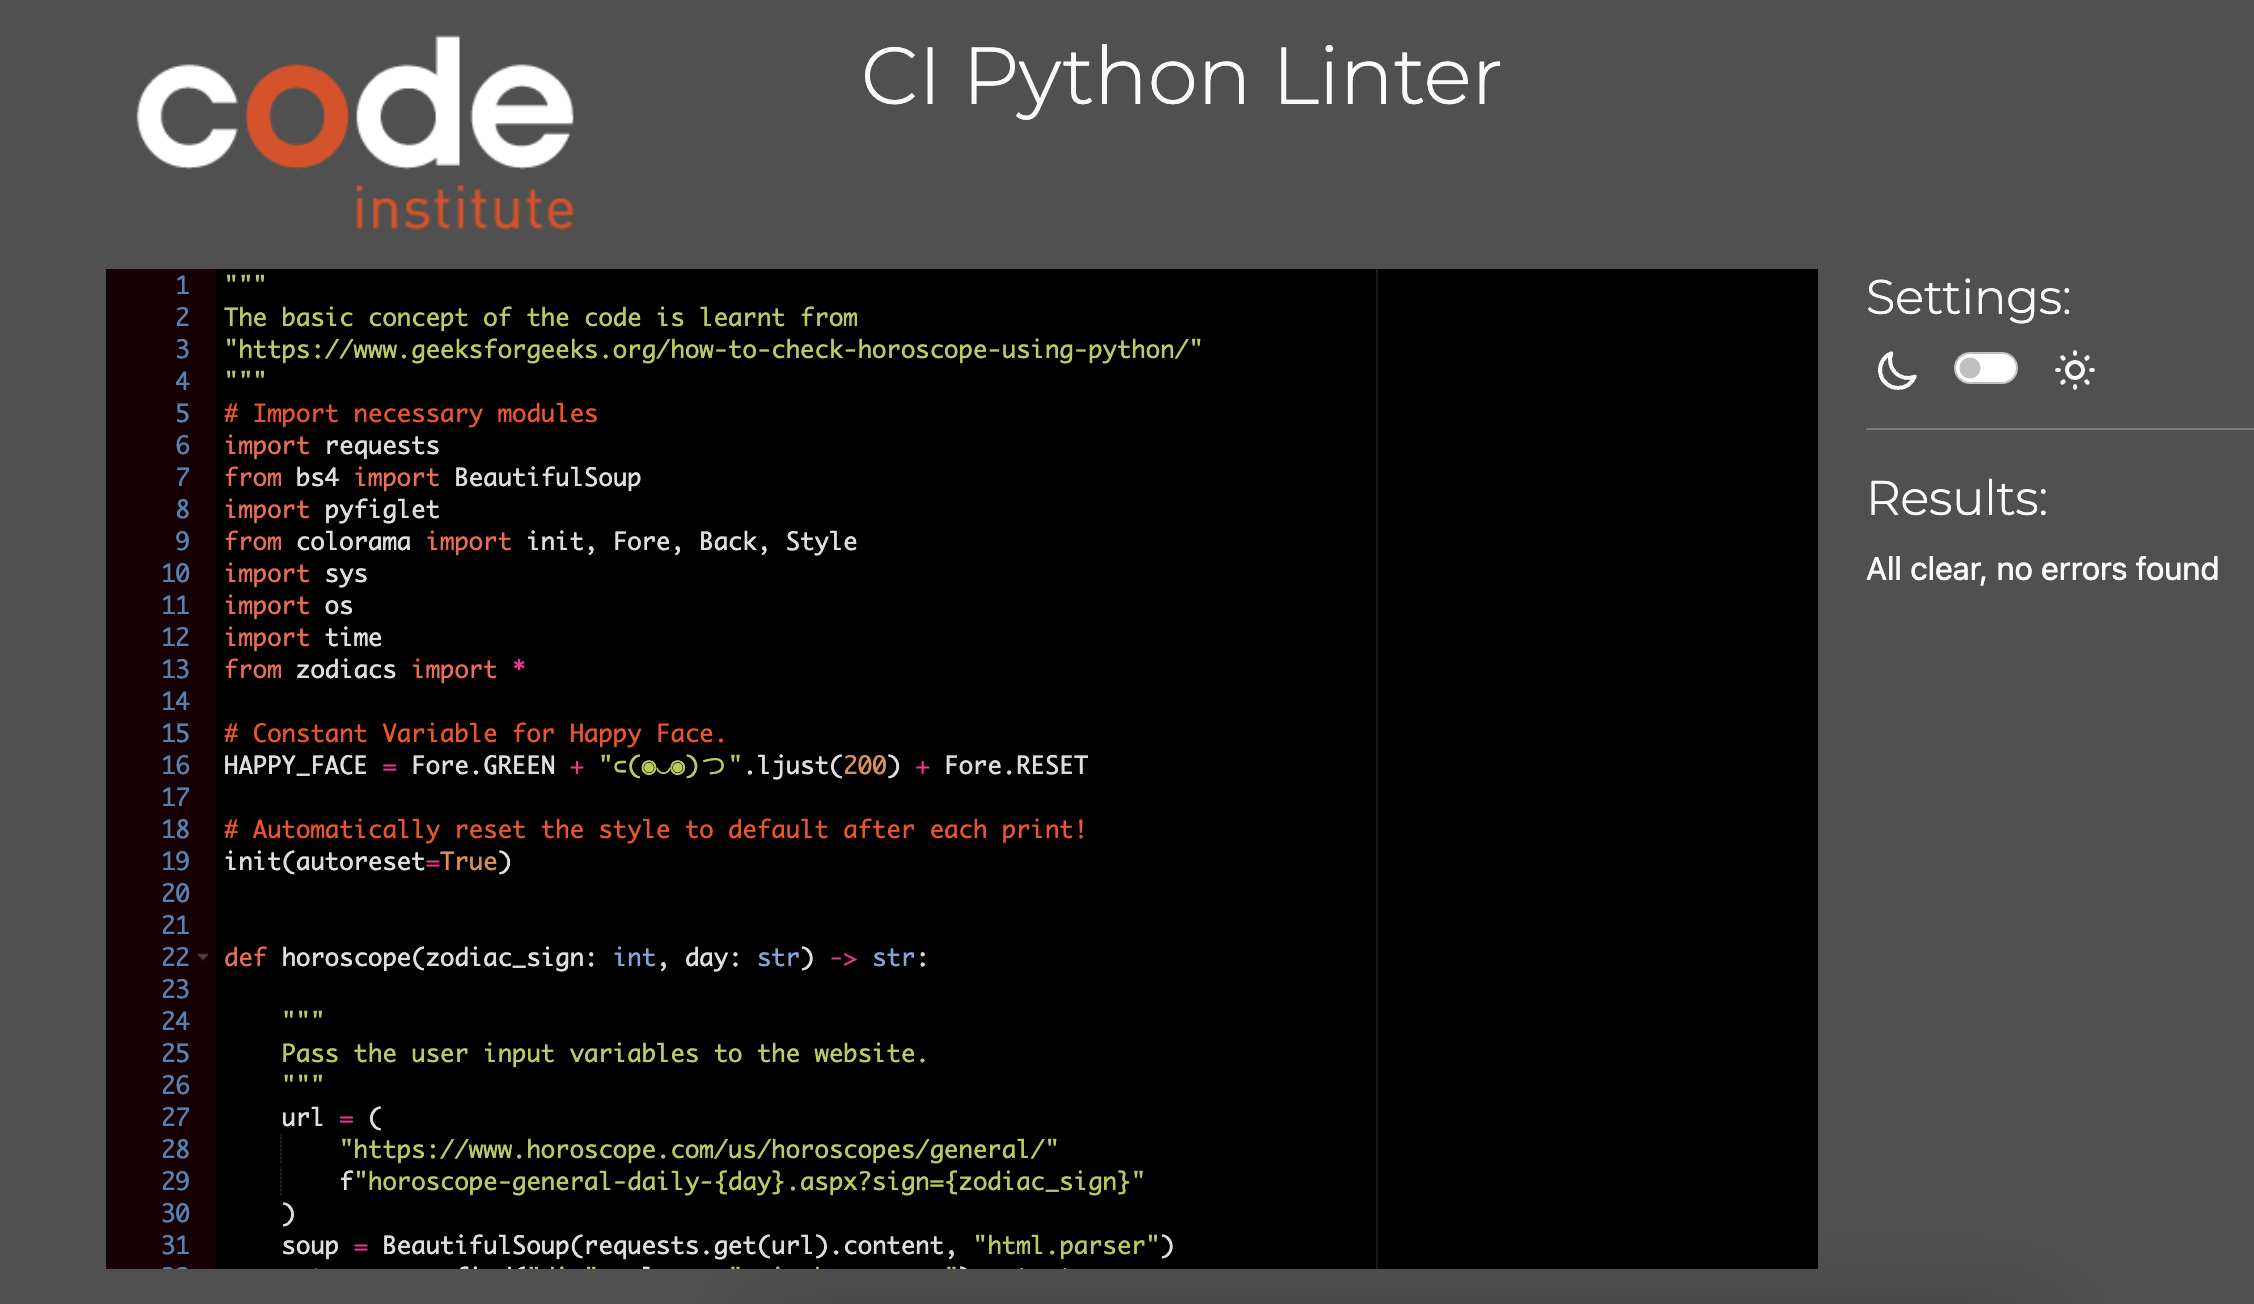 code
institute
CI Python Linter
1 """
2 The basic concept of the code is learnt from
3 "https://www.geeksforgeeks.org/how-to-check-horoscope-using-python/"
4 """
5 # Import necessary modules
6 import requests
7 from bs4 import BeautifulSoup
8 import pyfiglet
9 from colorama import init, Fore, Back, Style
10 import sys
11 import os
12 import time
13 from zodiacs import *
14
15 # Constant Variable for Happy Face.
16 HAPPY_FACE = Fore.GREEN + "⊂(◉‿◉)つ".ljust(200) + Fore.RESET
17
18 # Automatically reset the style to default after each print!
19 init(autoreset=True)
20
21
22 def horoscope(zodiac_sign: int, day: str) -> str:
23
24     """
25     Pass the user input variables to the website.
26     """
27     url = (
28         "https://www.horoscope.com/us/horoscopes/general/"
29         f"horoscope-general-daily-{day}.aspx?sign={zodiac_sign}"
30     )
31     soup = BeautifulSoup(requests.get(url).content, "html.parser")
Settings:
Results:
All clear, no errors found